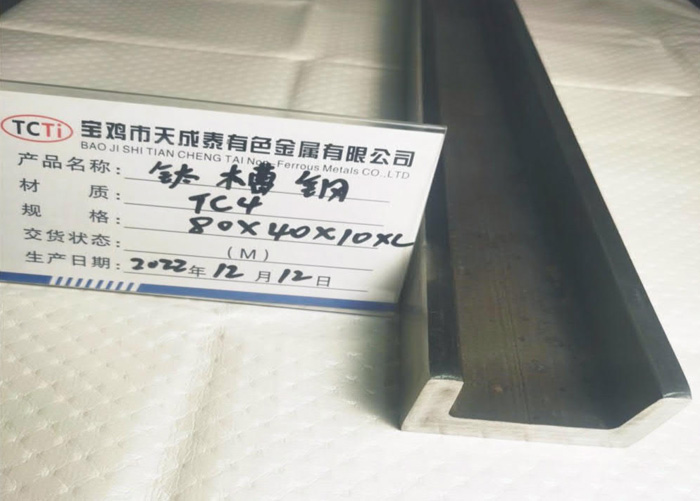 TCTi 宝鸡市天成泰有色金属有限公司
BAO JI SHI TIAN CHENG TAI Non-Ferrous Metals CO.,LTD
产品名称: 钛槽钢
材质: TC4
规格: 80X40X10XL
交货状态: (M)
生产日期: 2022年12月12日